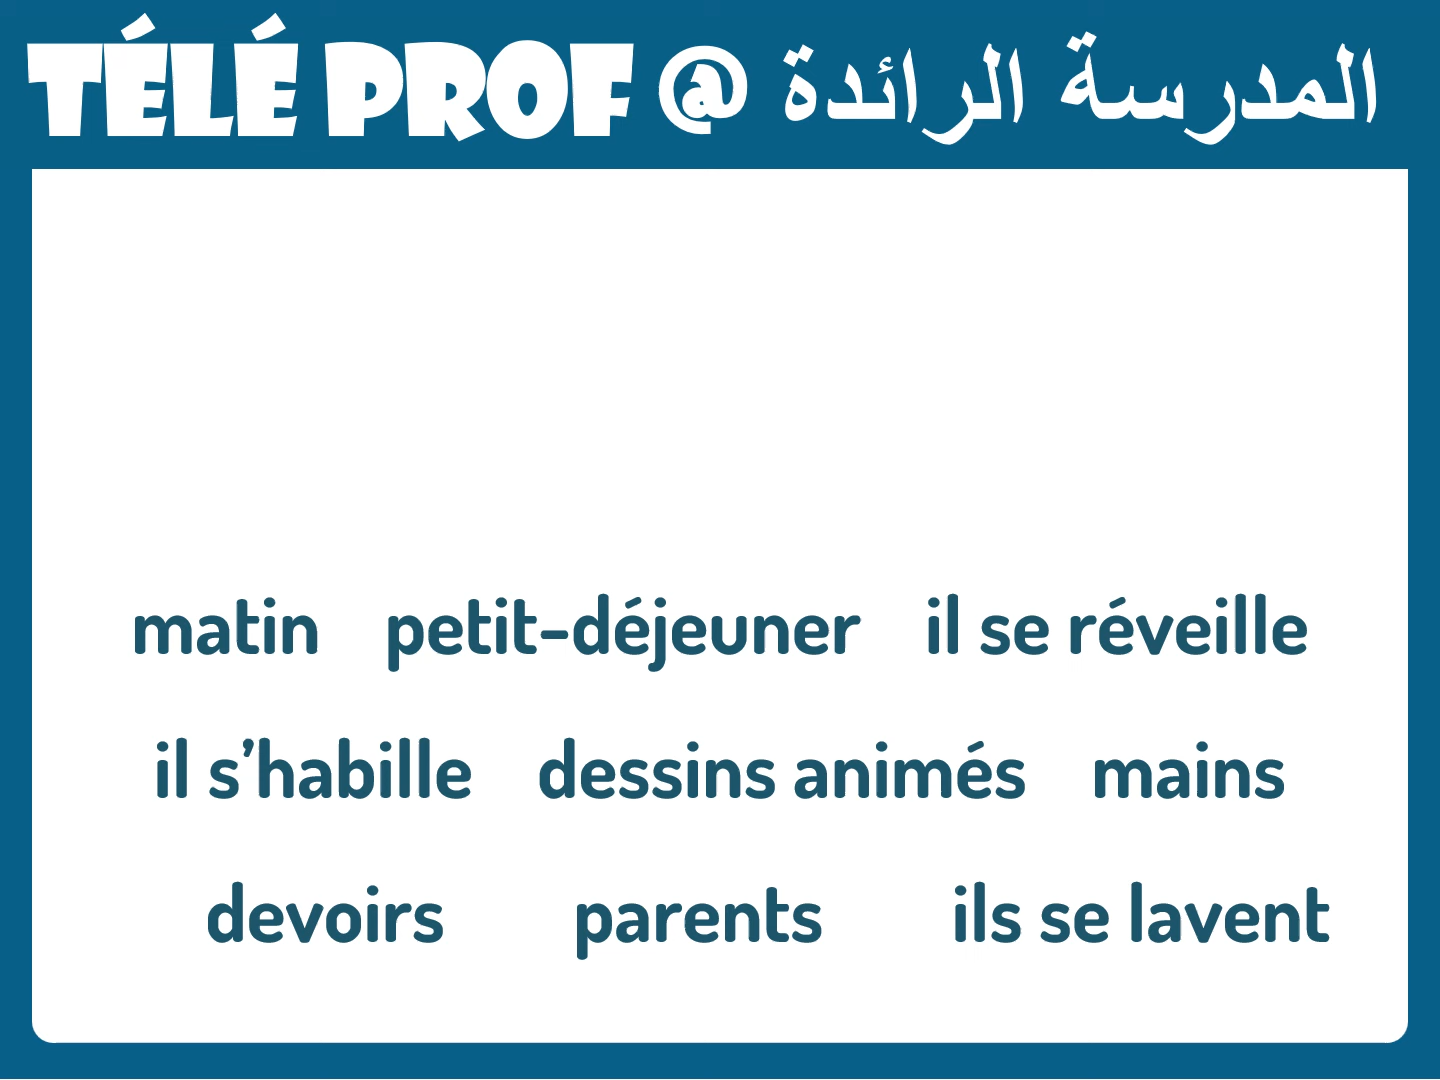 TÉLÉ PROF @ المدرسة الرائدة
matin petit-déjeuner il se réveille
il s’habille dessins animés mains
devoirs parents ils se lavent